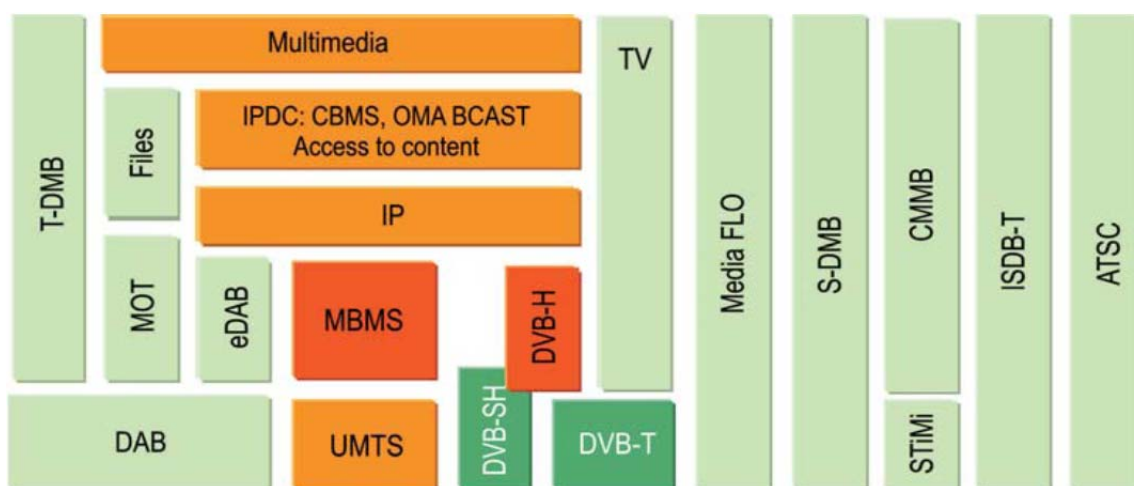 Multimedia
TV
T-DMB
Files
IPDC: CBMS, OMA BCAST
Access to content
IP
MOT
eDAB
MBMS
DVB-H
Media FLO
S-DMB
CMMB
ISDB-T
ATSC
DAB
UMTS
DVB-SH
DVB-T
STiMi